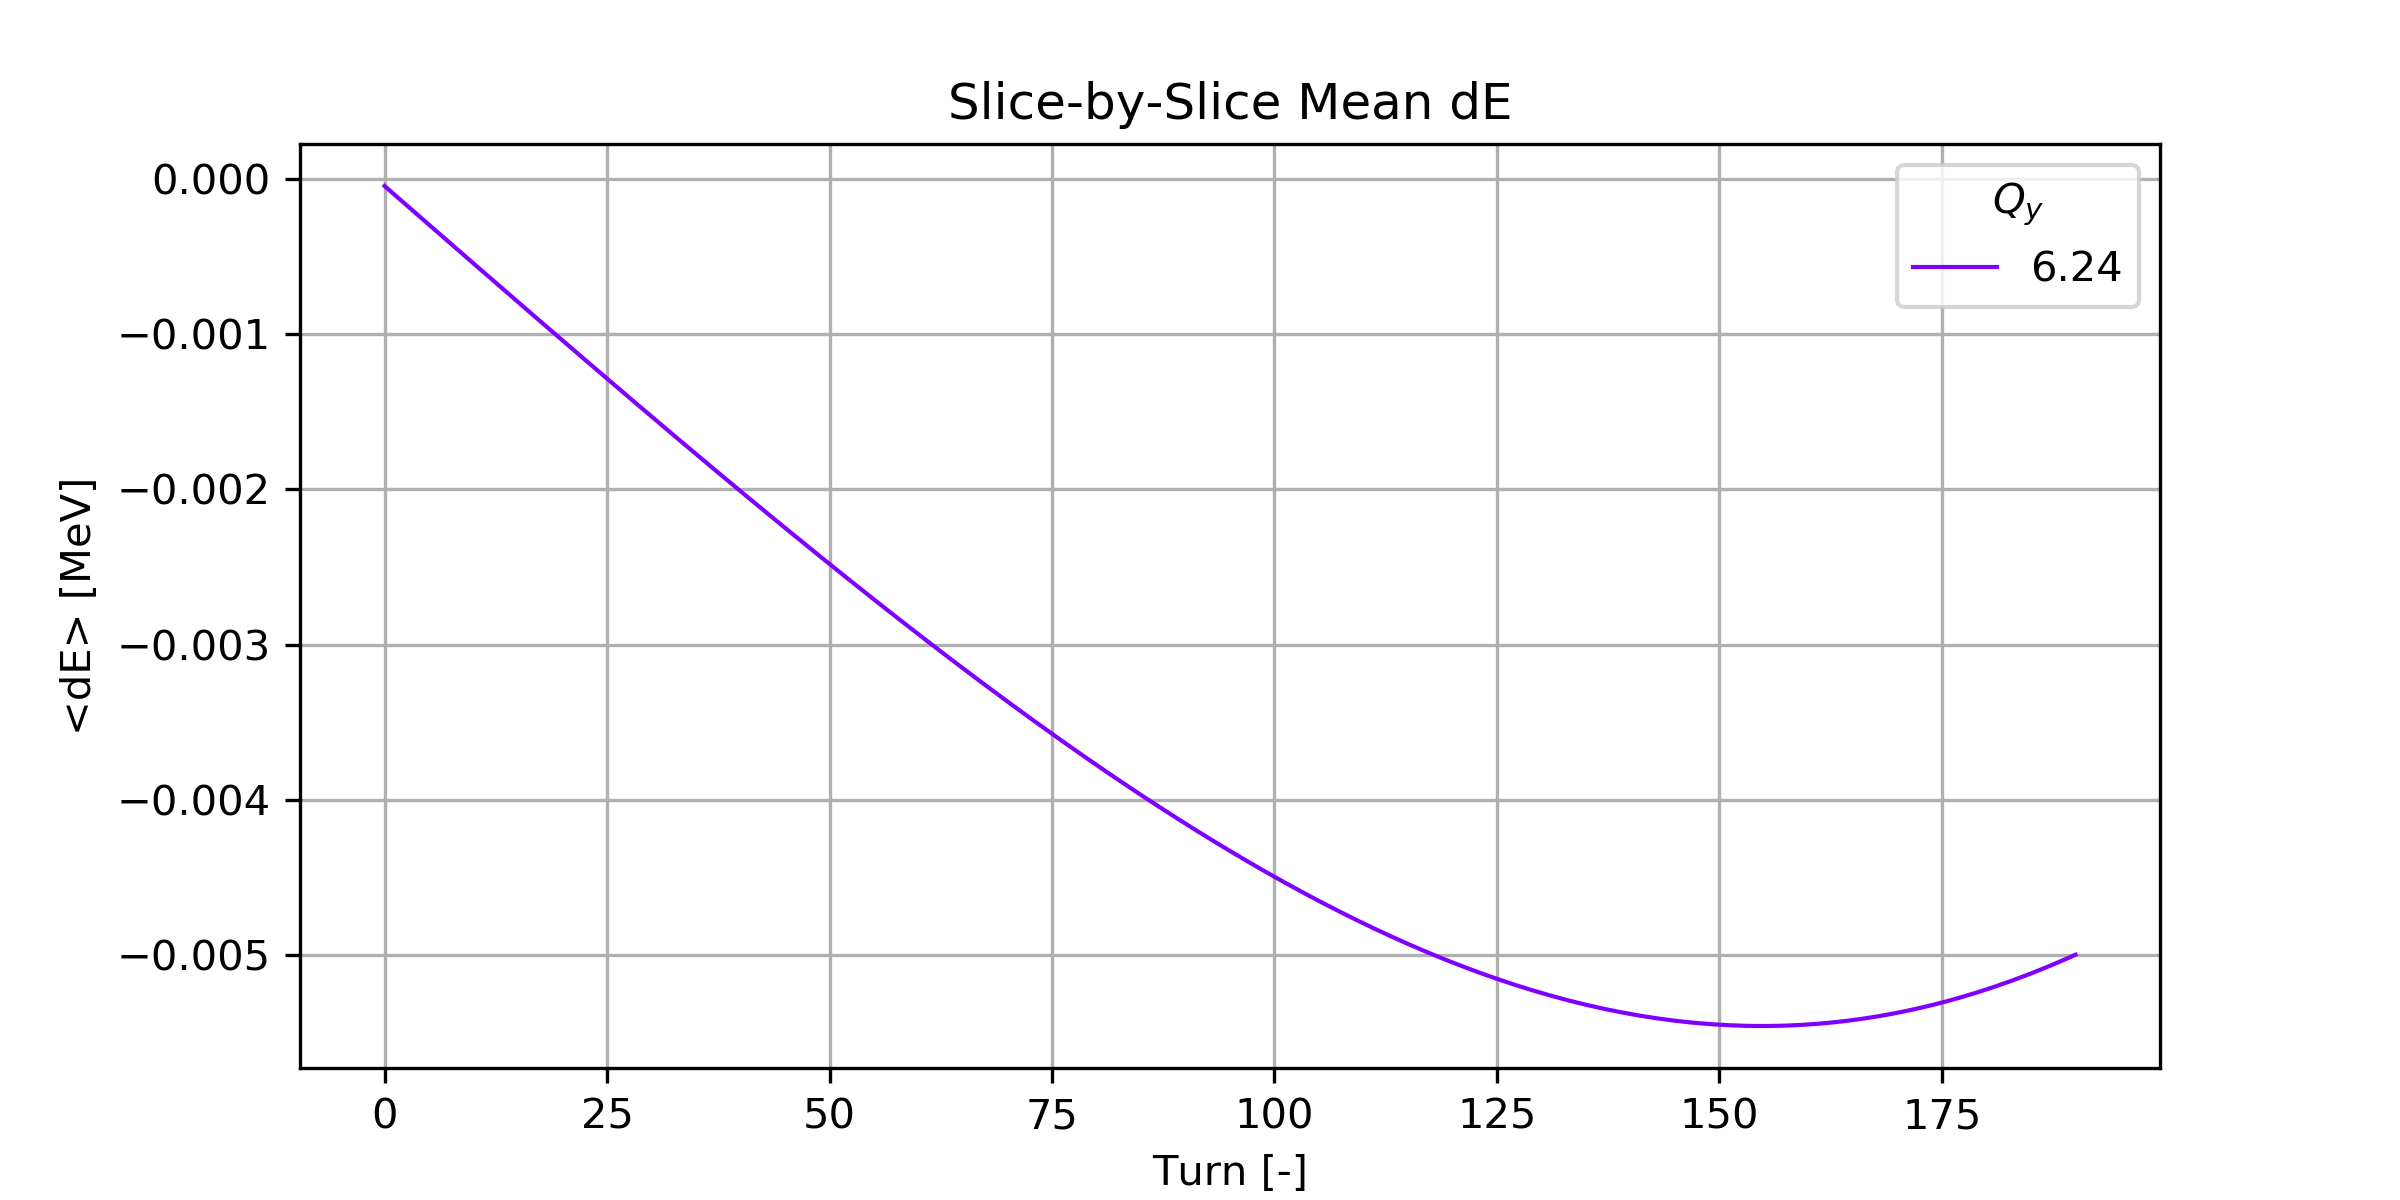 Slice-by-Slice Mean dE
0.000
−0.001
−0.002
−0.003
−0.004
−0.005
<dE> [MeV]
Q_y
6.24
0 25 50 75 100 125 150 175
Turn [-]